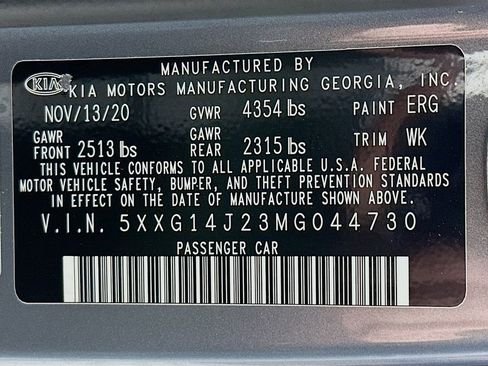 MANUFACTURED BY
KIA KIA MOTORS MANUFACTURING GEORGIA, INC.
NOV/13/20 GVWR 4354 lbs PAINT ERG
GAWR FRONT 2513 lbs GAWR REAR 2315 lbs TRIM WK
THIS VEHICLE CONFORMS TO ALL APPLICABLE U.S.A. FEDERAL
MOTOR VEHICLE SAFETY, BUMPER, AND THEFT PREVENTION STANDARDS
IN EFFECT ON THE DATE OF MANUFACTURE SHOWN ABOVE.
V.I.N. 5XXG14J23MG044730
PASSENGER CAR